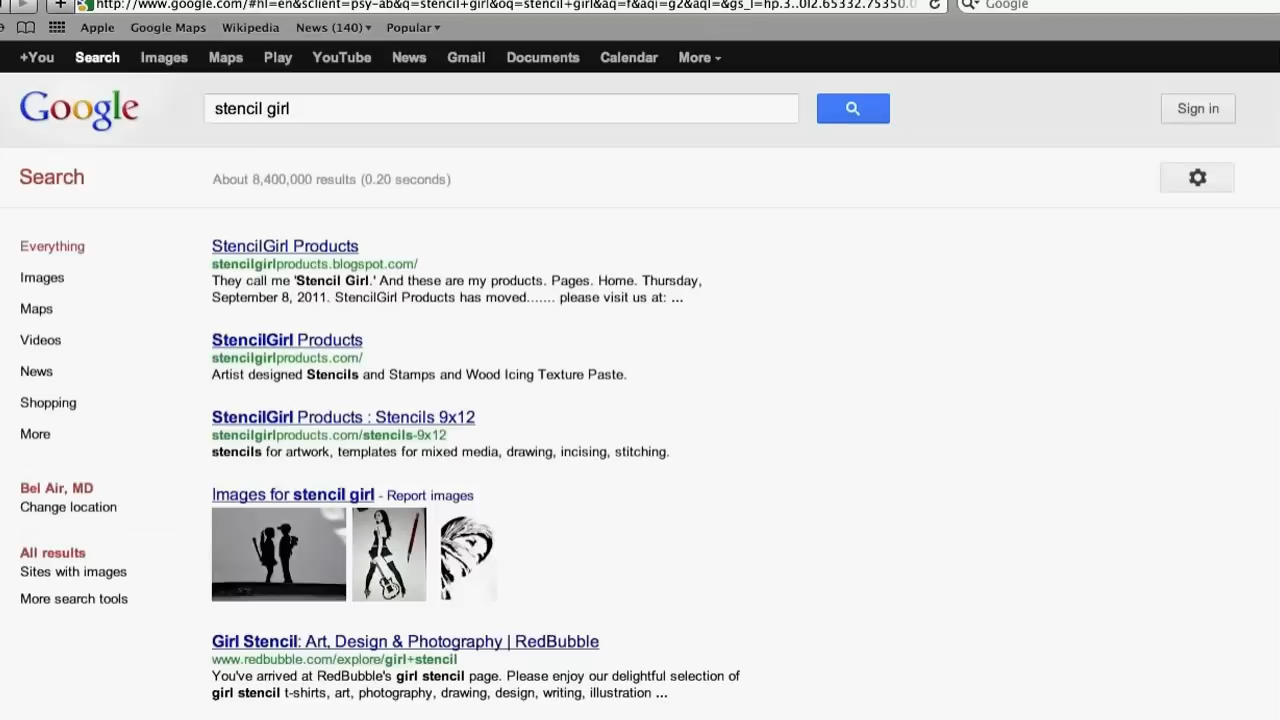 http://www.google.com/#hl=en&sclient=psy-ab&q=stencil+girl&oq=stencil+girl&aq=f&aqi=g2&aql=&gs_l=hp.3..0l2.65332.75350.0 Google
Apple Google Maps Wikipedia News (140)▾ Popular▾
+You Search Images Maps Play YouTube News Gmail Documents Calendar More
Google stencil girl Sign in
Search About 8,400,000 results (0.20 seconds)
Everything
Images
Maps
Videos
News
Shopping
More
Bel Air, MD
Change location
All results
Sites with images
More search tools
StencilGirl Products
stencilgirlproducts.blogspot.com/
They call me 'Stencil Girl.' And these are my products. Pages. Home. Thursday,
September 8, 2011. StencilGirl Products has moved....... please visit us at: ...
StencilGirl Products
stencilgirlproducts.com/
Artist designed Stencils and Stamps and Wood Icing Texture Paste.
StencilGirl Products : Stencils 9x12
stencilgirlproducts.com/stencils-9x12
stencils for artwork, templates for mixed media, drawing, incising, stitching.
Images for stencil girl - Report images
Girl Stencil: Art, Design & Photography | RedBubble
www.redbubble.com/explore/girl+stencil
You've arrived at RedBubble's girl stencil page. Please enjoy our delightful selection of
girl stencil t-shirts, art, photography, drawing, design, writing, illustration ...